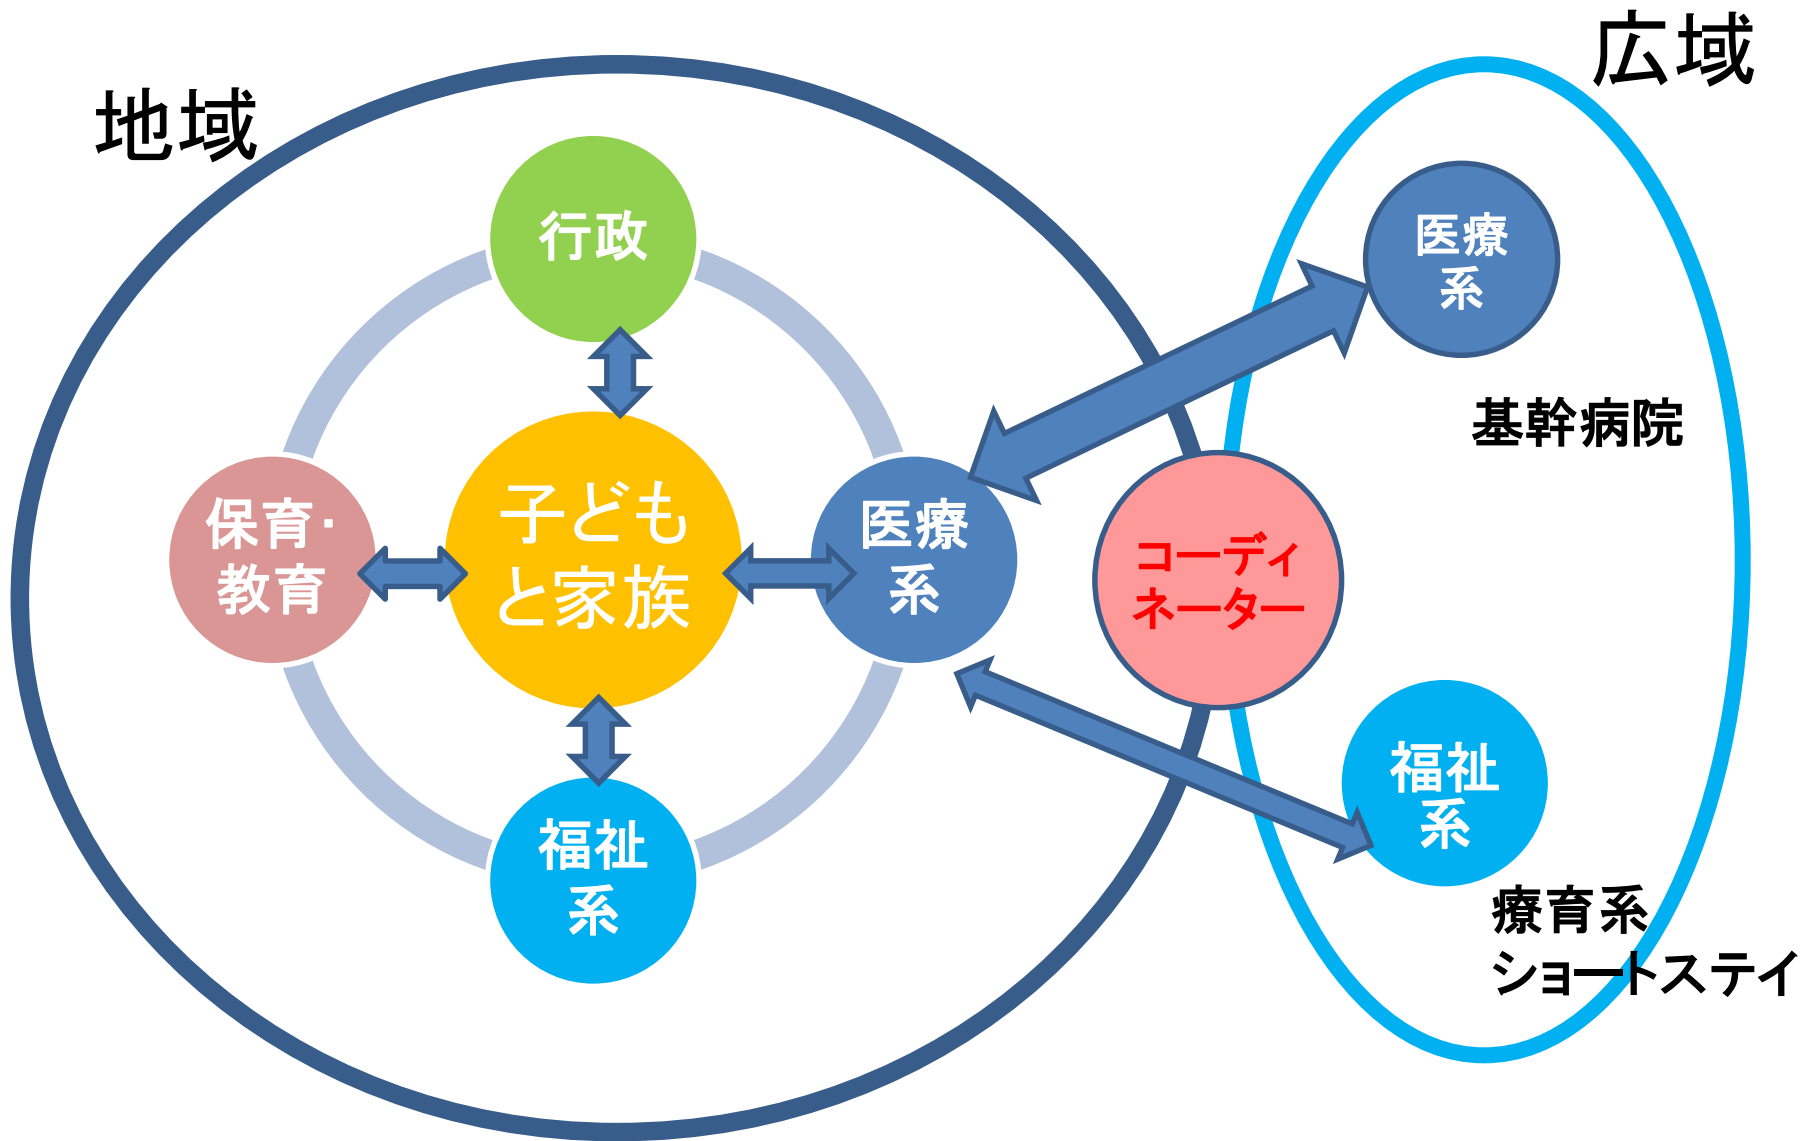 広域
地域
行政
医療
系
基幹病院
子ども
と家族
保育・
教育
医療
系
コーディ
ネーター
福祉
系
福祉
系
療育系
ショートステイ